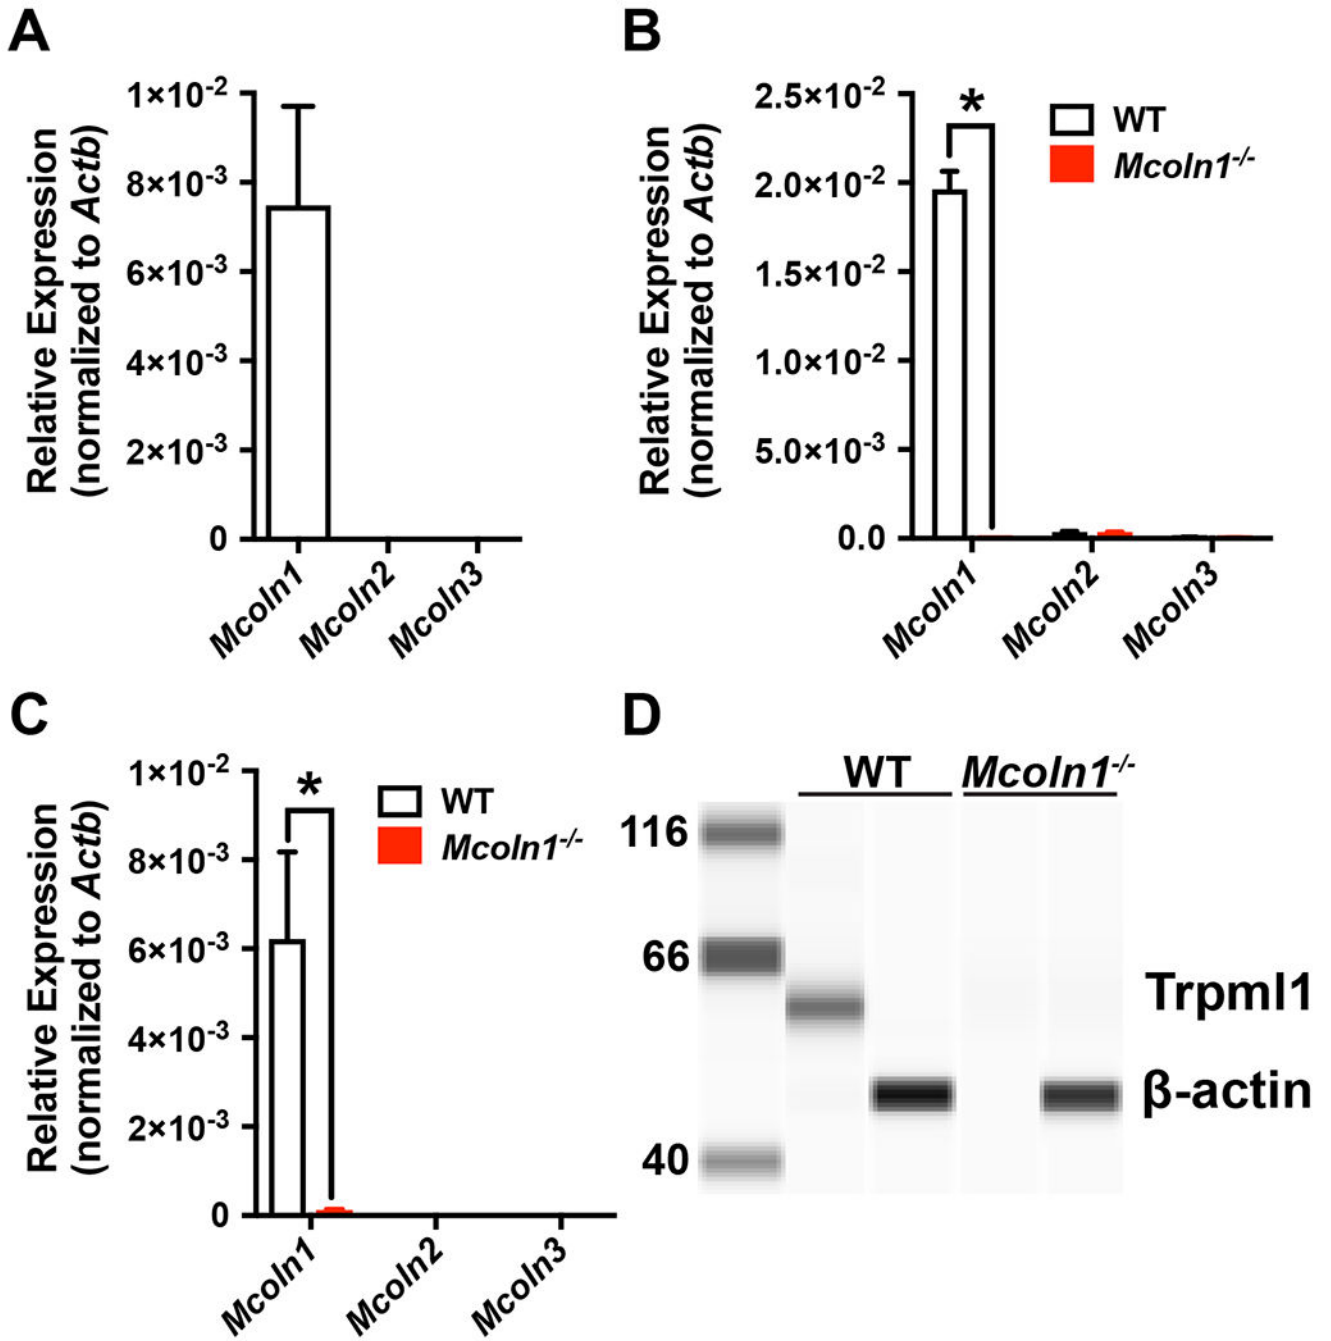 A
Relative Expression
(normalized to Actb)
1×10-2
8×10-3
6×10-3
4×10-3
2×10-3
0
Mcoln1
Mcoln2
Mcoln3
B
Relative Expression
(normalized to Actb)
2.5×10-2
2.0×10-2
1.5×10-2
1.0×10-2
5.0×10-3
0.0
*
WT
Mcoln1-/-
Mcoln1
Mcoln2
Mcoln3
C
Relative Expression
(normalized to Actb)
1×10-2
8×10-3
6×10-3
4×10-3
2×10-3
0
*
WT
Mcoln1-/-
Mcoln1
Mcoln2
Mcoln3
D
WT
Mcoln1-/-
116
66
40
Trpml1
β-actin